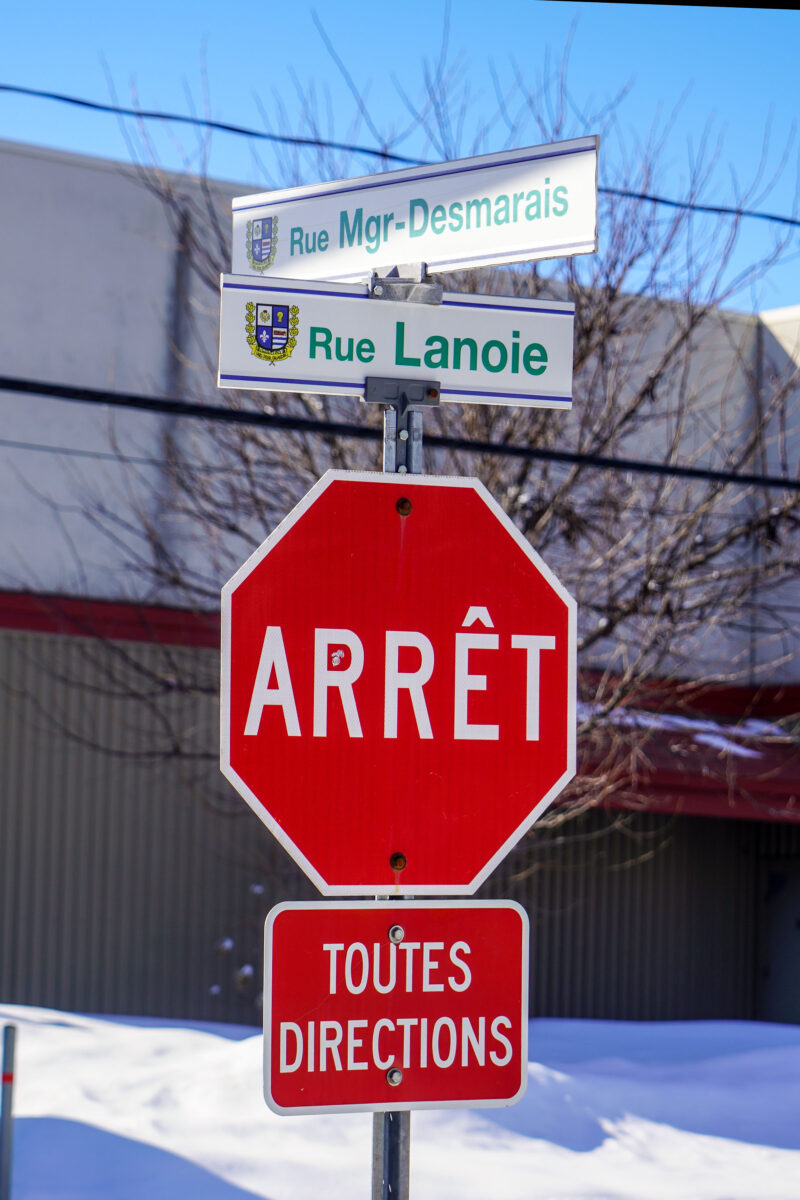 Rue Mgr-Desmarais
Rue Lanoie
ARRÊT
TOUTES
DIRECTIONS